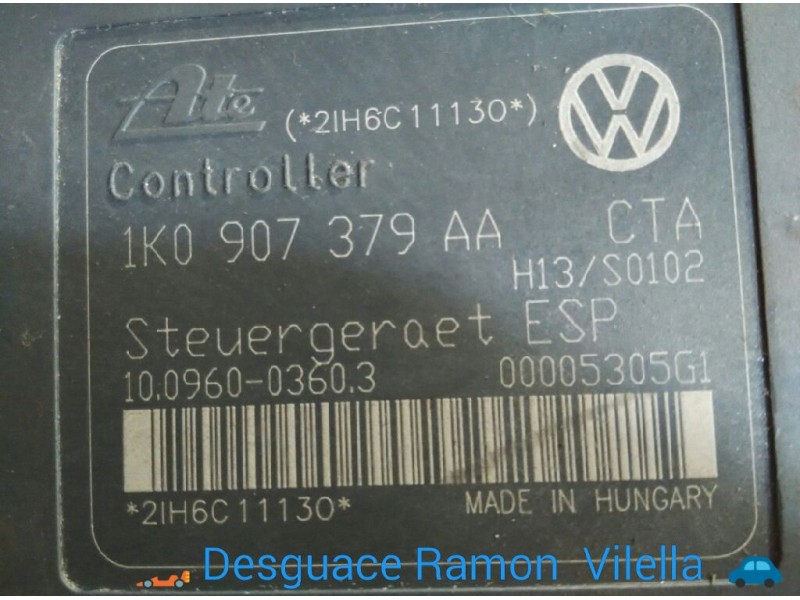 Ate (*2IH6C11130*)
Controller
1K0 907 379 AA CTA
H13/S0102
Steuergeraet ESP
10.0960-0360.3 00005305G1
*2IH6C11130* MADE IN HUNGARY
Desguace Ramon Vilella